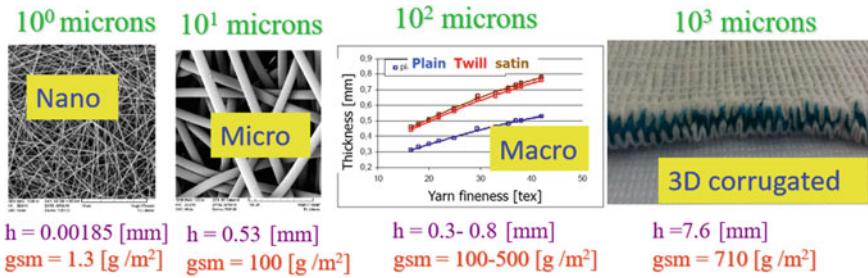 10⁰ microns
10¹ microns
10² microns
10³ microns
Nano
Micro
Plain Twill satin
0,9
0,8
0,7
0,6
0,5
0,4
0,3
0,2
Thickness [mm]
10 20 30 40 50
Yarn fineness [tex]
Macro
3D corrugated
h = 0.00185 [mm]
gsm = 1.3 [g /m²]
h = 0.53 [mm]
gsm = 100 [g /m²]
h = 0.3- 0.8 [mm]
gsm = 100-500 [g /m²]
h =7.6 [mm]
gsm = 710 [g /m²]